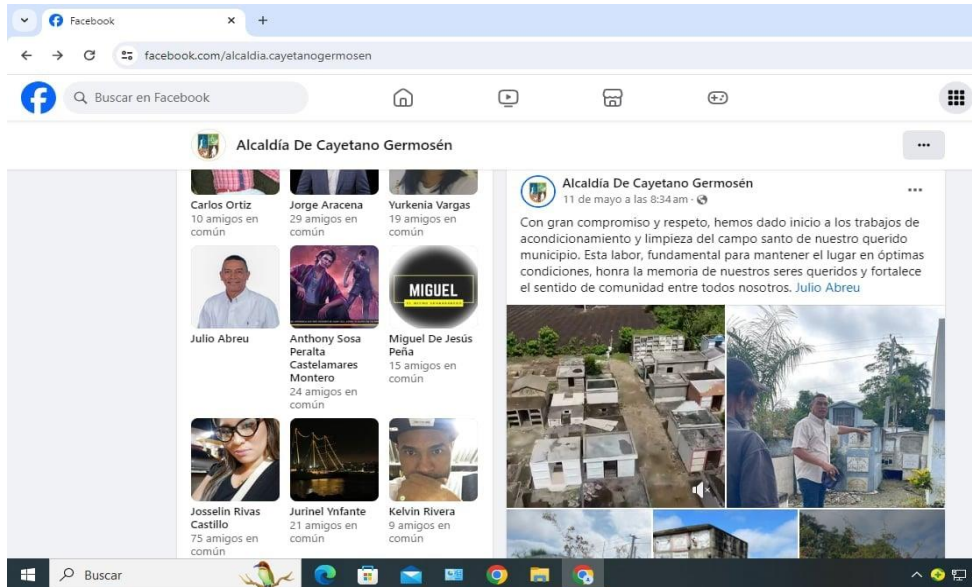 Facebook
facebook.com/alcaldia.cayetanogermosen
Buscar en Facebook
Alcaldía De Cayetano Germosén
Carlos Ortiz
10 amigos en
común
Jorge Aracena
29 amigos en
común
Yurkenia Vargas
19 amigos en
común
Julio Abreu
Anthony Sosa
Peralta
Castelamares
Montero
24 amigos en
común
MIGUEL
Miguel De Jesús
Peña
15 amigos en
común
Josselin Rivas
Castillo
75 amigos en
común
Jurinel Ynfante
21 amigos en
común
Kelvin Rivera
9 amigos en
común
Alcaldía De Cayetano Germosén
11 de mayo a las 8:34 am ·
Con gran compromiso y respeto, hemos dado inicio a los trabajos de
acondicionamiento y limpieza del campo santo de nuestro querido
municipio. Esta labor, fundamental para mantener el lugar en óptimas
condiciones, honra la memoria de nuestros seres queridos y fortalece
el sentido de comunidad entre todos nosotros. Julio Abreu
Buscar